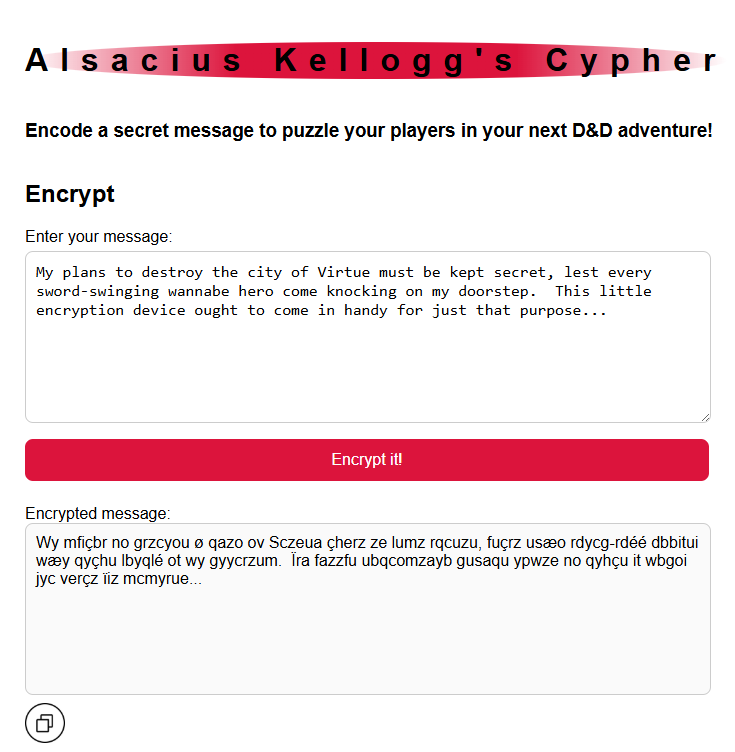 Alsacius Kellogg's Cypher
Encode a secret message to puzzle your players in your next D&D adventure!
Encrypt
Enter your message:
My plans to destroy the city of Virtue must be kept secret, lest every
sword-swinging wannabe hero come knocking on my doorstep.  This little
encryption device ought to come in handy for just that purpose...
Encrypt it!
Encrypted message:
Wy mfiçbr no grzcyou ø qazo ov Sczeua çherz ze lumz rqcuzu, fuçrz usæo rdycg-rdéé dbbitui
wæy qyçhu lbyqlé ot wy gyycrzum.  Ïra fazzfu ubqcomzayb gusaqu ypwze no qyhçu it wbgoi
jyc verçz ïïz mcmyrue...